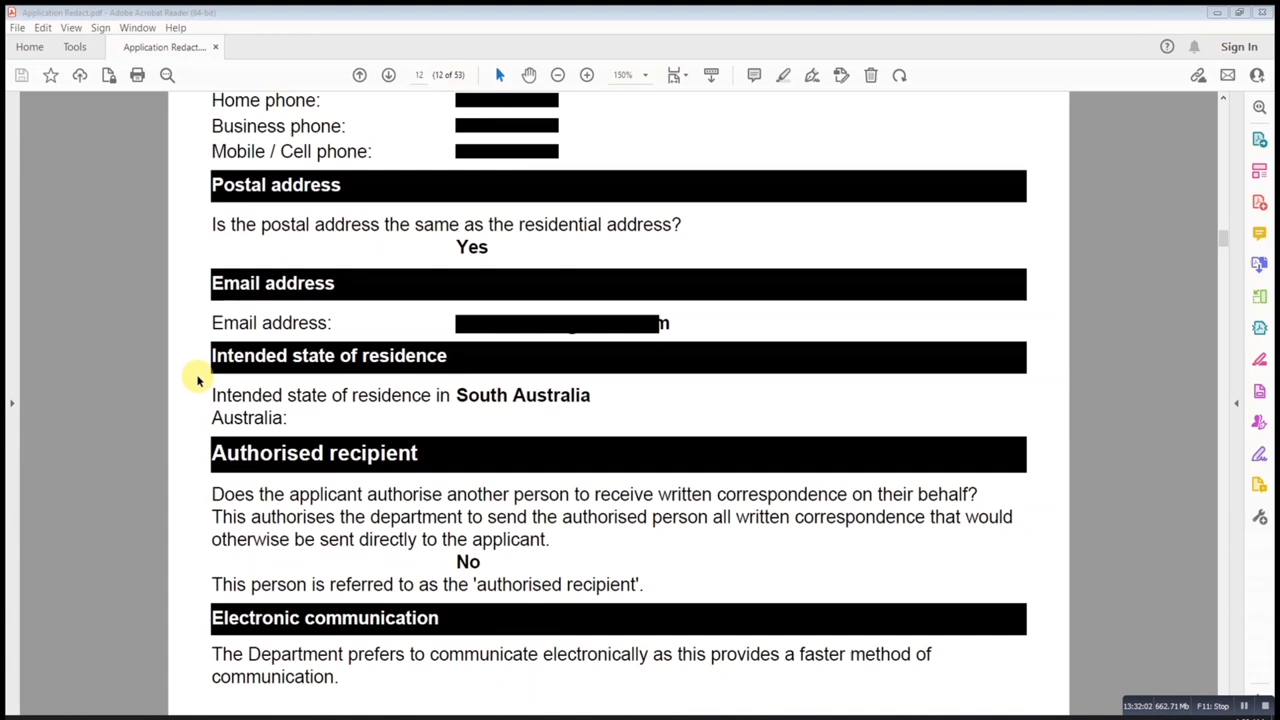 Application Redact.pdf - Adobe Acrobat Reader (64-bit)
File Edit View Sign Window Help
Home Tools Application Redact.... × Sign In
12 (12 of 53) 150%
Home phone:
Business phone:
Mobile / Cell phone:
Postal address
Is the postal address the same as the residential address?
Yes
Email address
Email address: m
Intended state of residence
Intended state of residence in South Australia
Australia:
Authorised recipient
Does the applicant authorise another person to receive written correspondence on their behalf?
This authorises the department to send the authorised person all written correspondence that would
otherwise be sent directly to the applicant.
No
This person is referred to as the 'authorised recipient'.
Electronic communication
The Department prefers to communicate electronically as this provides a faster method of
communication.
13:32:02 662.71 Mb F11: Stop